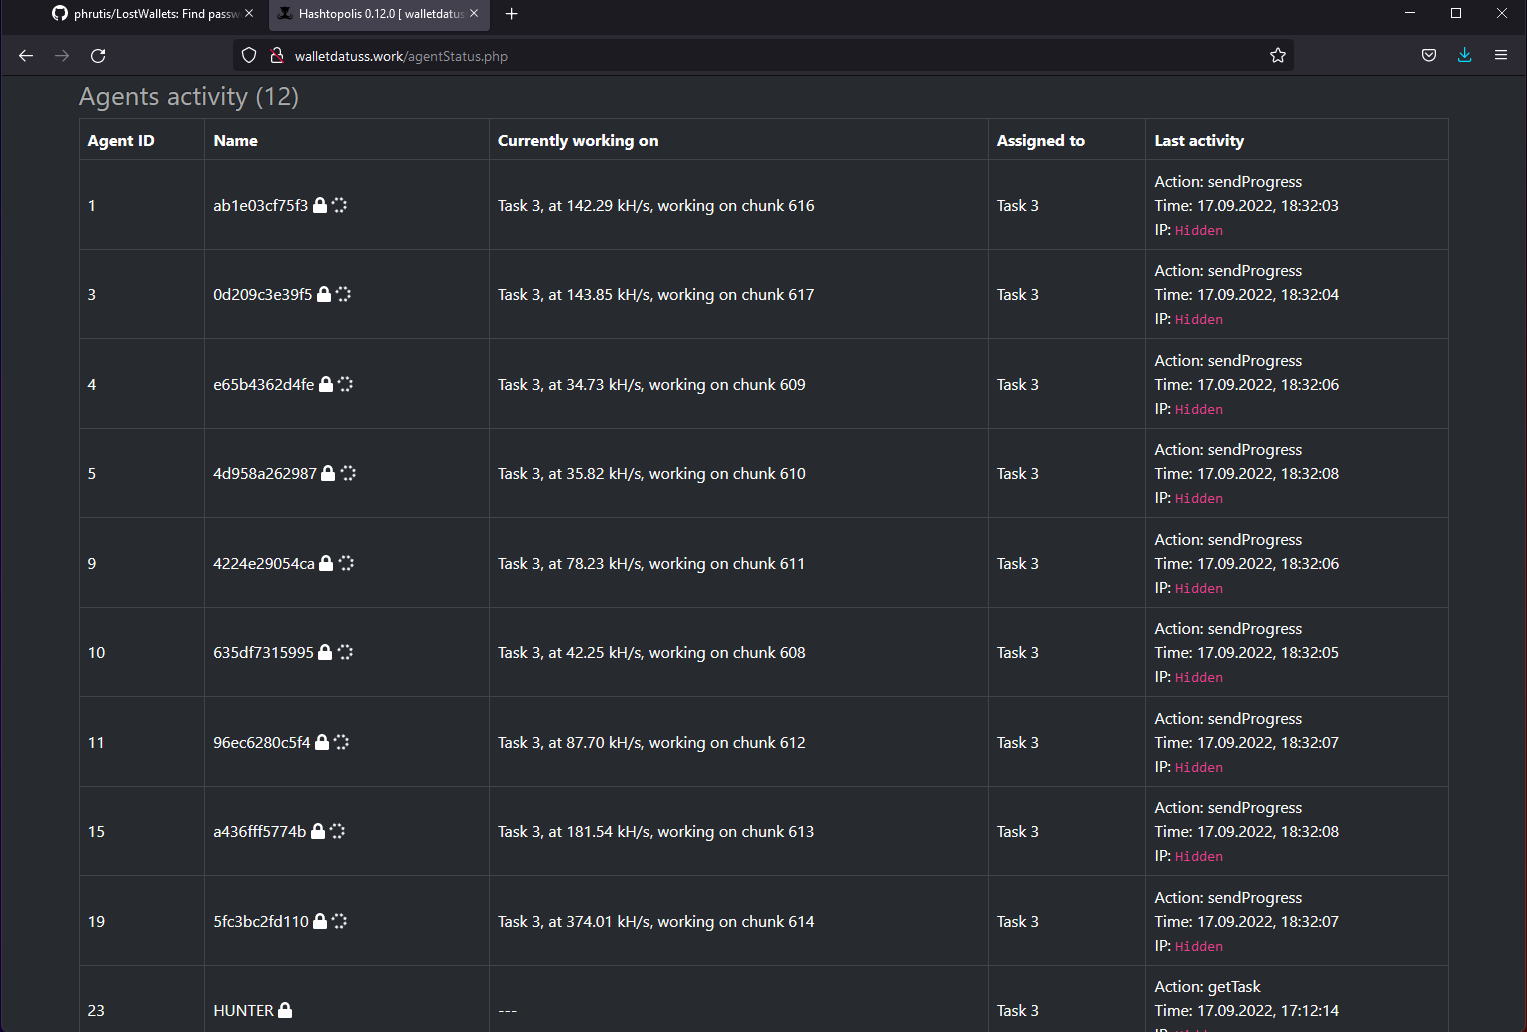 phrutis/LostWallets: Find passw
Hashtopolis 0.12.0 [ walletdatus
walletdatuss.work/agentStatus.php
Agents activity (12)
Agent ID Name Currently working on Assigned to Last activity
1 ab1e03cf75f3 Task 3, at 142.29 kH/s, working on chunk 616 Task 3
Action: sendProgress
Time: 17.09.2022, 18:32:03
IP: Hidden
3 0d209c3e39f5 Task 3, at 143.85 kH/s, working on chunk 617 Task 3
Action: sendProgress
Time: 17.09.2022, 18:32:04
IP: Hidden
4 e65b4362d4fe Task 3, at 34.73 kH/s, working on chunk 609 Task 3
Action: sendProgress
Time: 17.09.2022, 18:32:06
IP: Hidden
5 4d958a262987 Task 3, at 35.82 kH/s, working on chunk 610 Task 3
Action: sendProgress
Time: 17.09.2022, 18:32:08
IP: Hidden
9 4224e29054ca Task 3, at 78.23 kH/s, working on chunk 611 Task 3
Action: sendProgress
Time: 17.09.2022, 18:32:06
IP: Hidden
10 635df7315995 Task 3, at 42.25 kH/s, working on chunk 608 Task 3
Action: sendProgress
Time: 17.09.2022, 18:32:05
IP: Hidden
11 96ec6280c5f4 Task 3, at 87.70 kH/s, working on chunk 612 Task 3
Action: sendProgress
Time: 17.09.2022, 18:32:07
IP: Hidden
15 a436fff5774b Task 3, at 181.54 kH/s, working on chunk 613 Task 3
Action: sendProgress
Time: 17.09.2022, 18:32:08
IP: Hidden
19 5fc3bc2fd110 Task 3, at 374.01 kH/s, working on chunk 614 Task 3
Action: sendProgress
Time: 17.09.2022, 18:32:07
IP: Hidden
23 HUNTER --- Task 3
Action: getTask
Time: 17.09.2022, 17:12:14